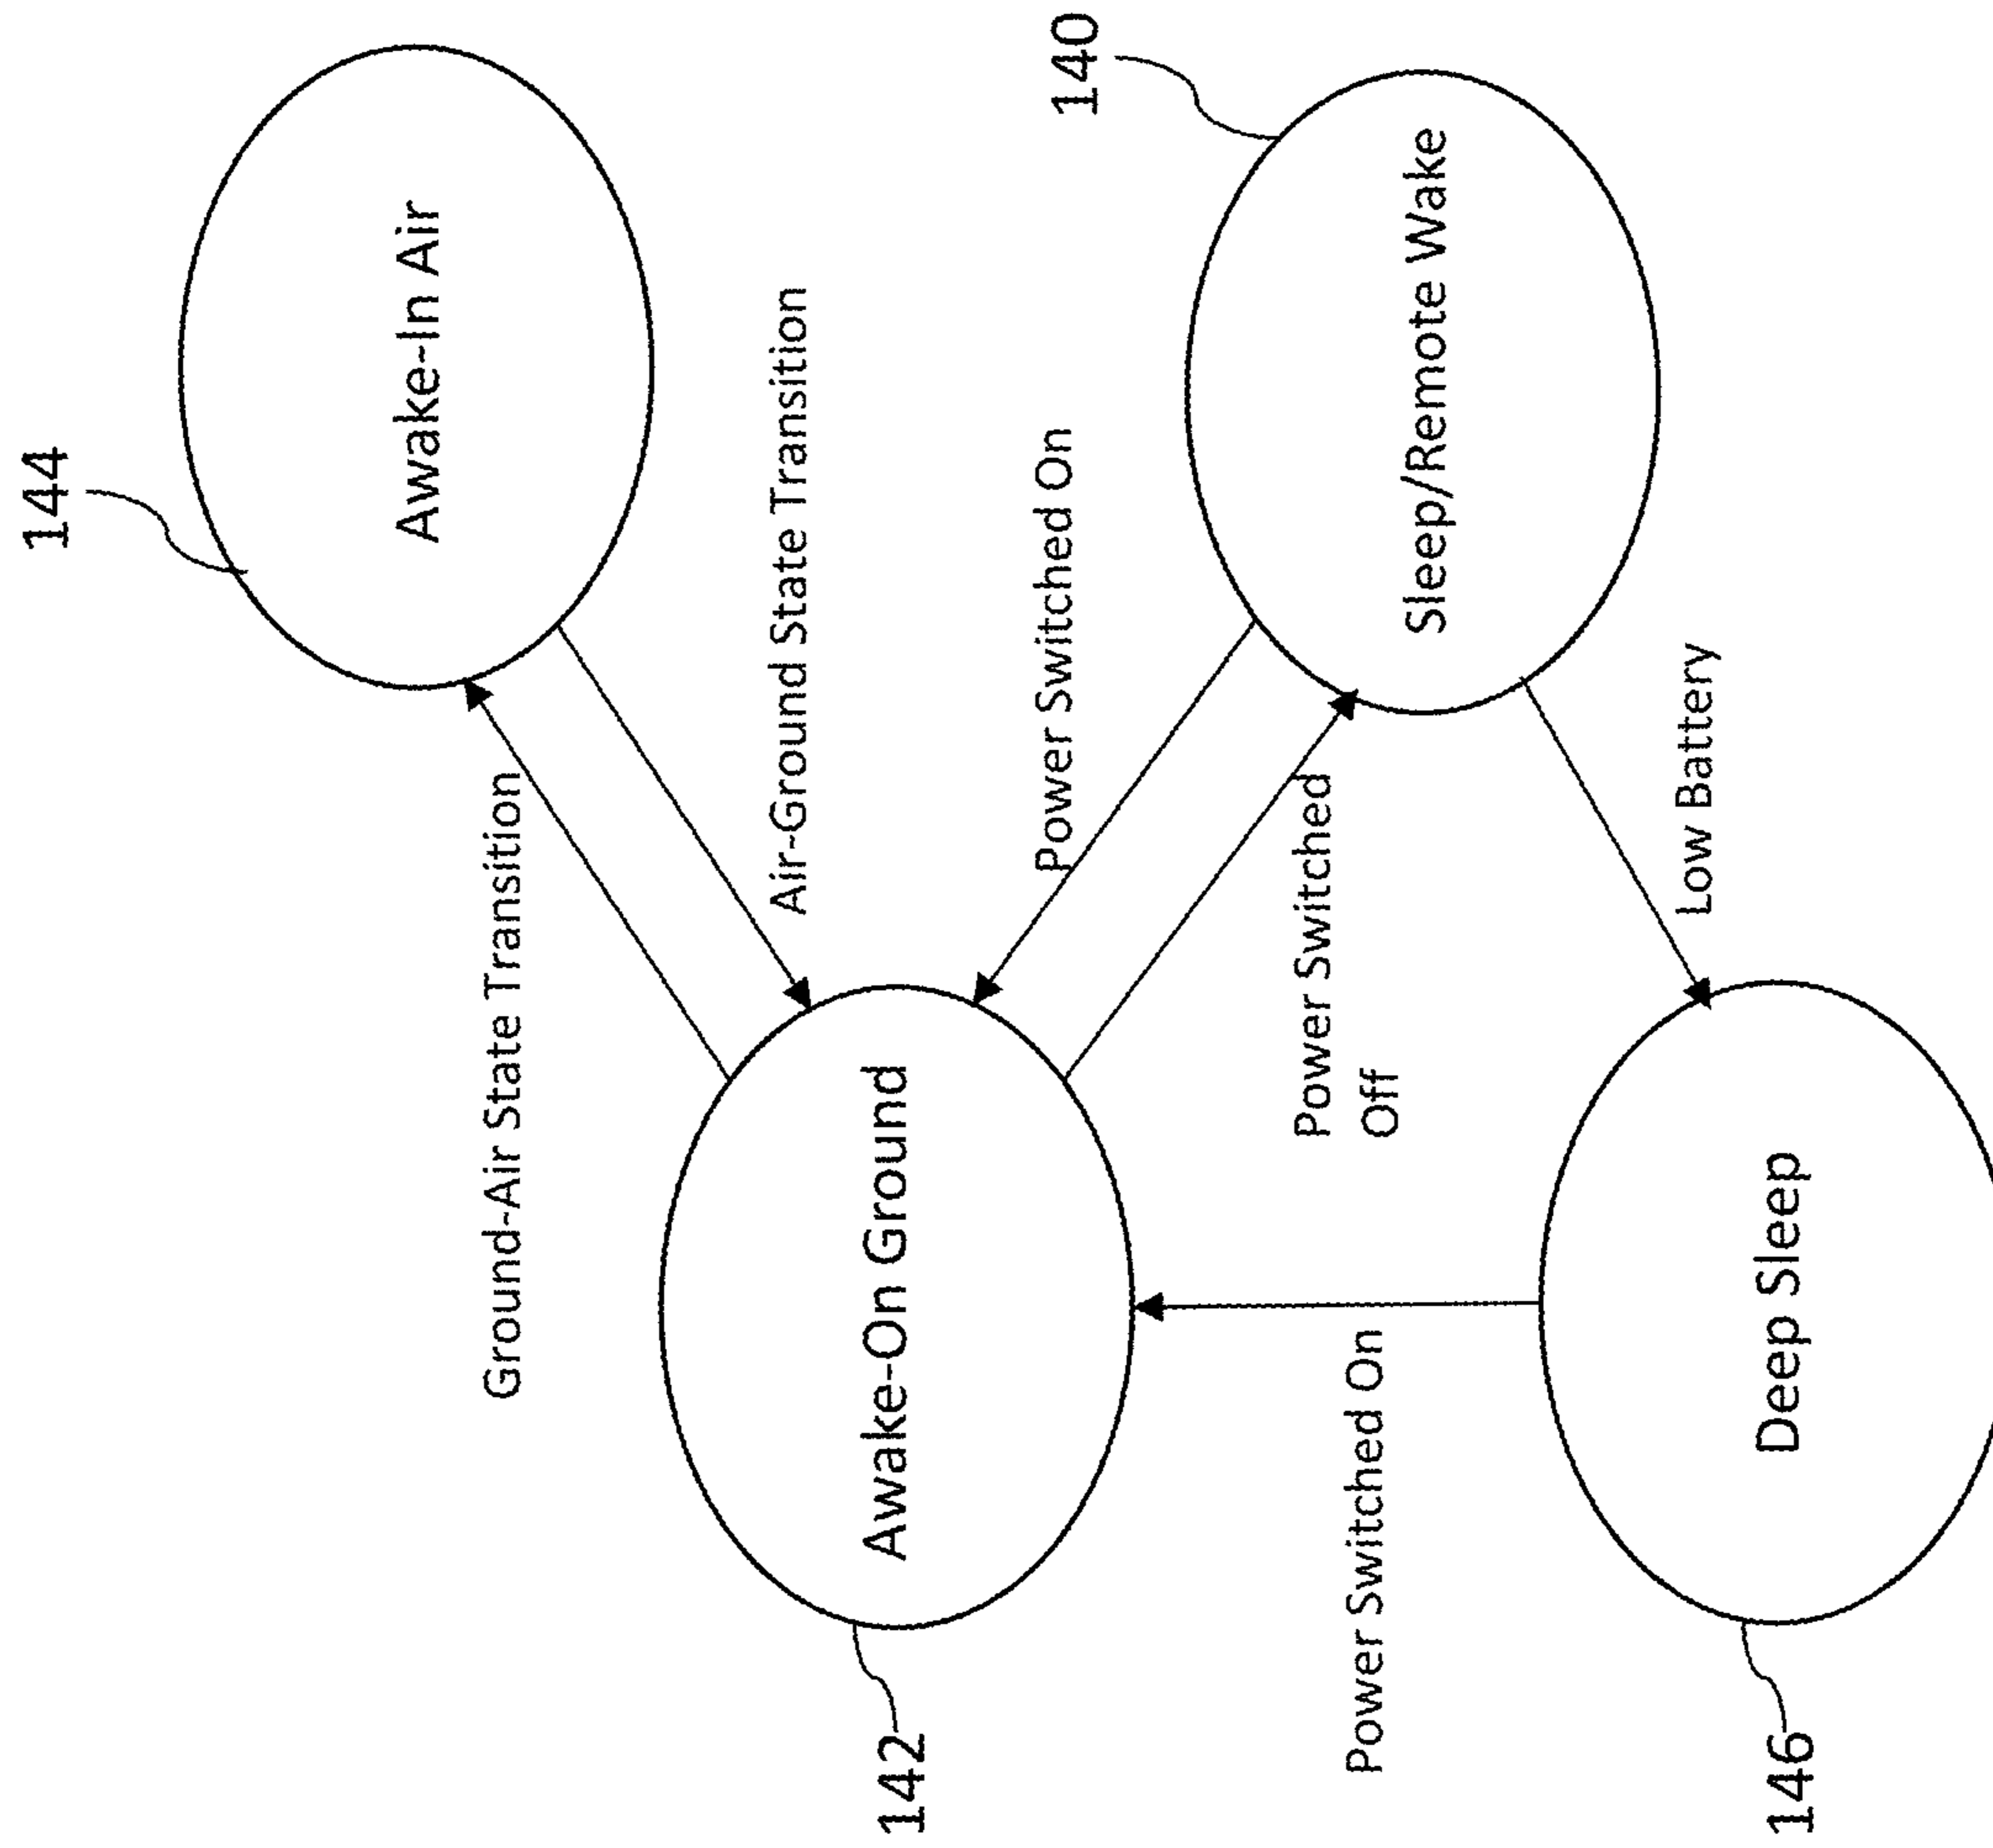 144
Awake-In Air
Ground-Air State Transition
Air-Ground State Transition
142
Awake-On Ground
Power Switched On
140
Sleep/Remote Wake
Power Switched
Off
Power Switched On
Low Battery
146
Deep Sleep